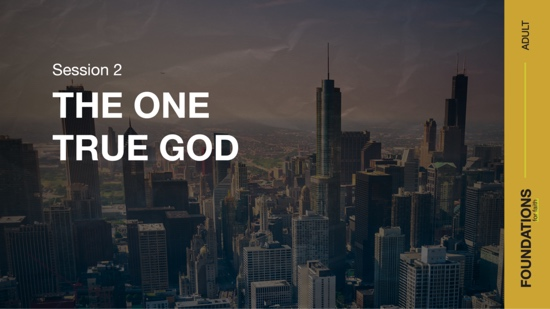 Session 2
THE ONE
TRUE GOD
ADULT
FOUNDATIONS
for faith